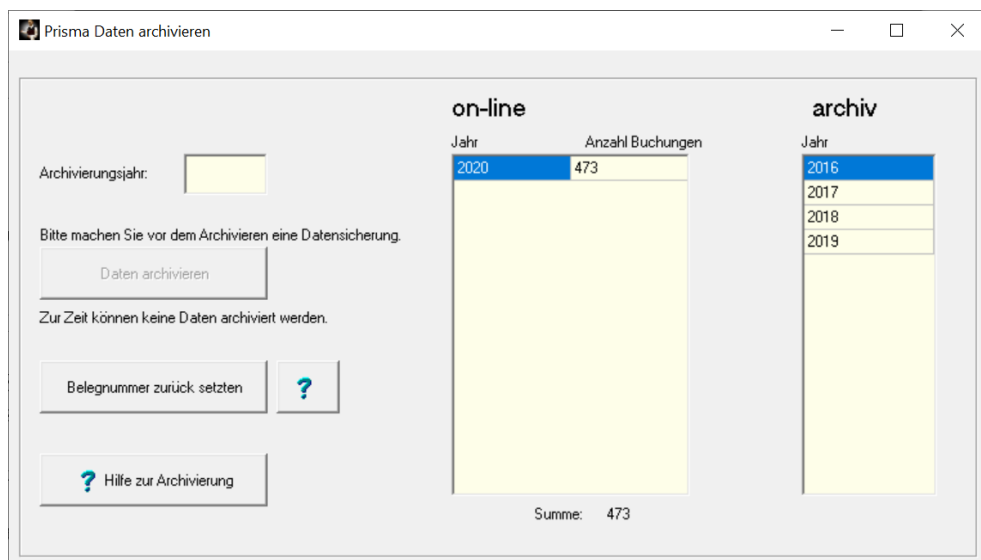 Prisma Daten archivieren
on-line
archiv
Jahr Anzahl Buchungen
Jahr
Archivierungsjahr:
2020 473
2016
2017
2018
2019
Bitte machen Sie vor dem Archivieren eine Datensicherung.
Daten archivieren
Zur Zeit können keine Daten archiviert werden.
Belegnummer zurück setzten
?
? Hilfe zur Archivierung
Summe: 473